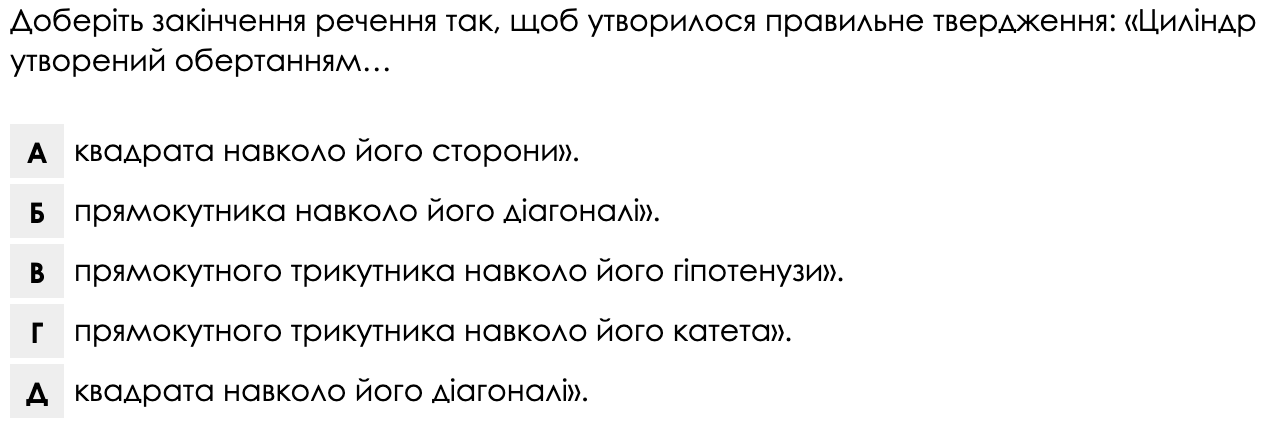 Доберіть закінчення речення так, щоб утворилося правильне твердження: «Циліндр
утворений обертанням…
А квадрата навколо його сторони».
Б прямокутника навколо його діагоналі».
В прямокутного трикутника навколо його гіпотенузи».
Г прямокутного трикутника навколо його катета».
Д квадрата навколо його діагоналі».